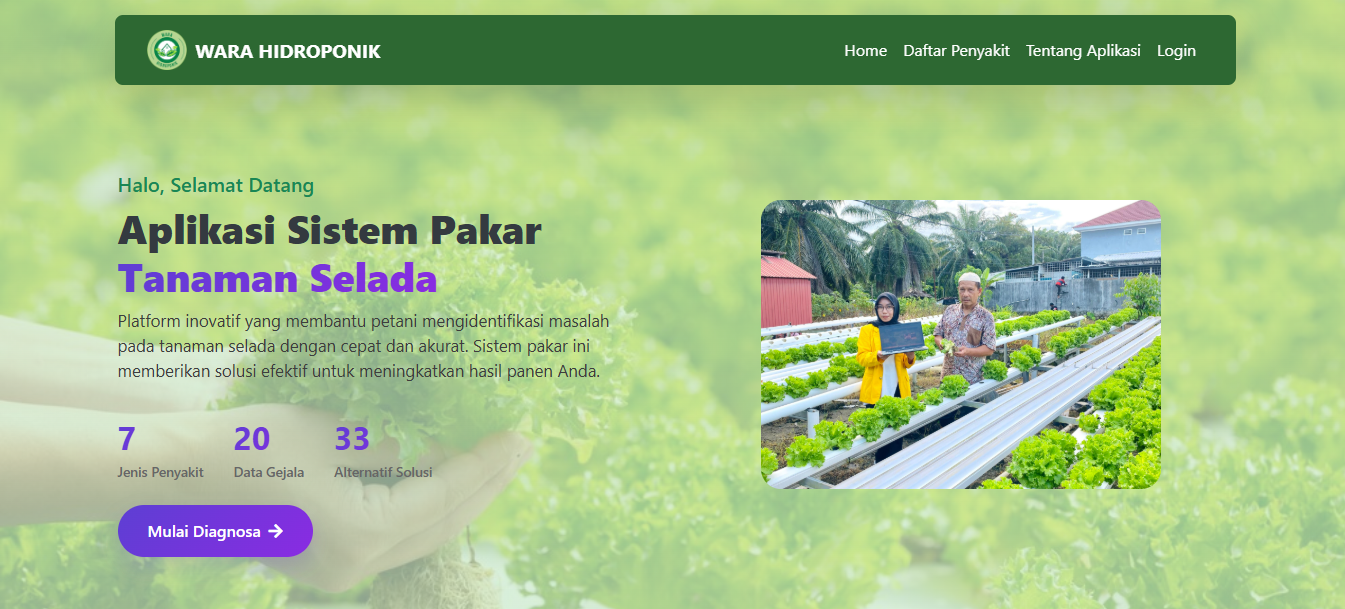 WARA HIDROPONIK
Home Daftar Penyakit Tentang Aplikasi Login
Halo, Selamat Datang
Aplikasi Sistem Pakar
Tanaman Selada
Platform inovatif yang membantu petani mengidentifikasi masalah
pada tanaman selada dengan cepat dan akurat. Sistem pakar ini
memberikan solusi efektif untuk meningkatkan hasil panen Anda.
7 20 33
Jenis Penyakit Data Gejala Alternatif Solusi
Mulai Diagnosa →